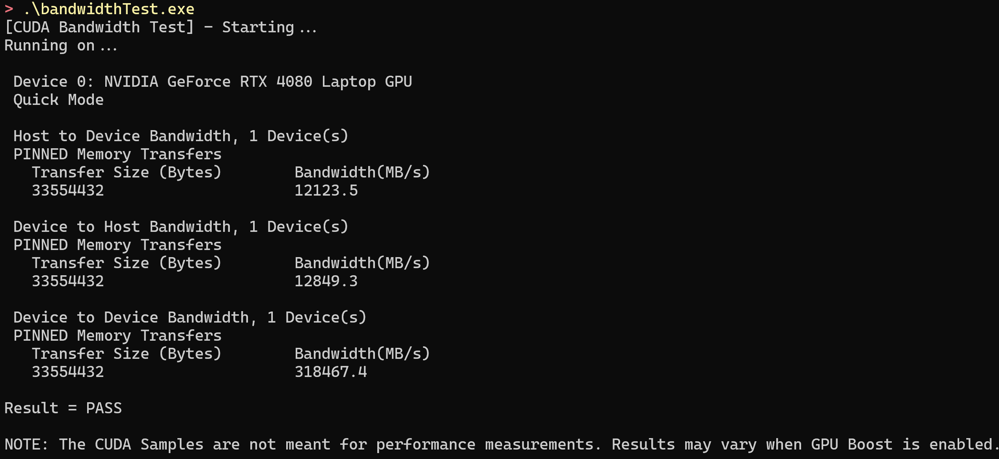 > .\bandwidthTest.exe
[CUDA Bandwidth Test] - Starting...
Running on...
Device 0: NVIDIA GeForce RTX 4080 Laptop GPU
Quick Mode
Host to Device Bandwidth, 1 Device(s)
PINNED Memory Transfers
Transfer Size (Bytes) Bandwidth(MB/s)
33554432 12123.5
Device to Host Bandwidth, 1 Device(s)
PINNED Memory Transfers
Transfer Size (Bytes) Bandwidth(MB/s)
33554432 12849.3
Device to Device Bandwidth, 1 Device(s)
PINNED Memory Transfers
Transfer Size (Bytes) Bandwidth(MB/s)
33554432 318467.4
Result = PASS
NOTE: The CUDA Samples are not meant for performance measurements. Results may vary when GPU Boost is enabled.